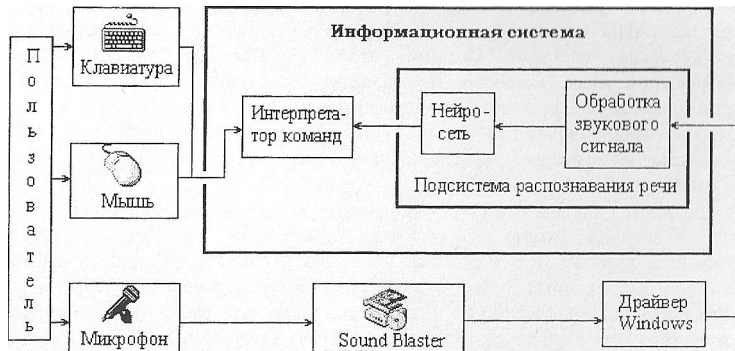 Пользователь
Клавиатура
Мышь
Микрофон
Информационная система
Интерпрета-
тор команд
Нейро-
сеть
Обработка
звукового
сигнала
Подсистема распознавания речи
Sound Blaster
Драйвер
Windows